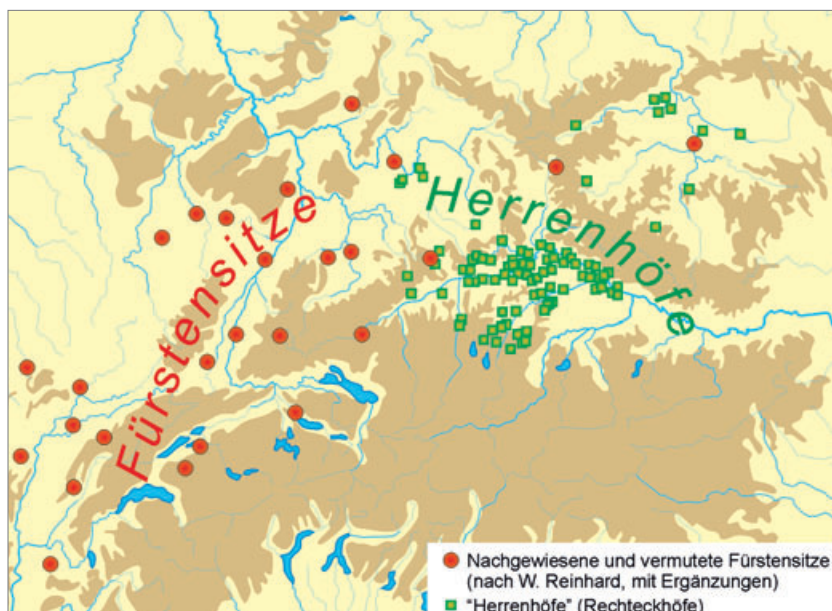 Fürstensitze
Herrenhöfe
Nachgewiesene und vermutete Fürstensitze
(nach W. Reinhard, mit Ergänzungen)
"Herrenhöfe" (Rechteckhöfe)